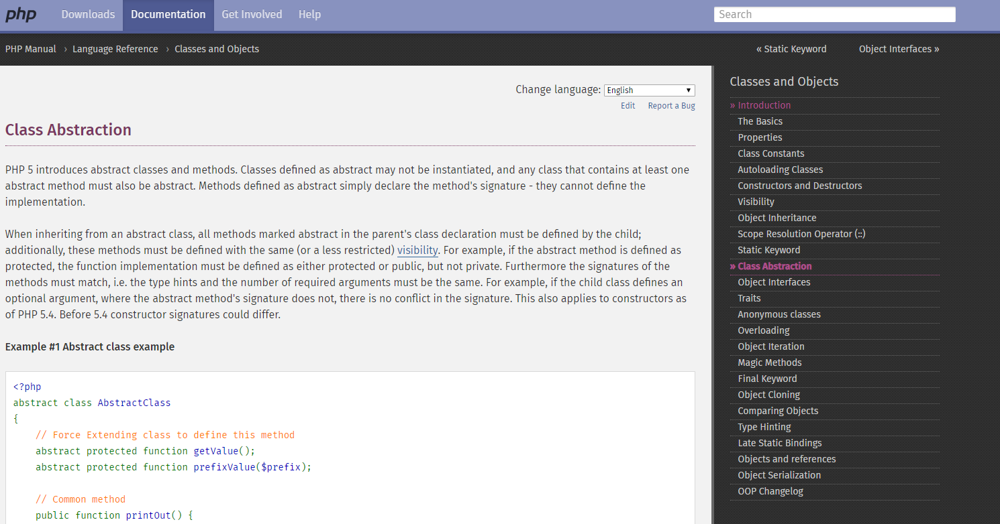 php
Downloads
Documentation
Get Involved
Help
Search
PHP Manual › Language Reference › Classes and Objects
« Static Keyword
Object Interfaces »
Change language: English
Edit
Report a Bug
Class Abstraction
PHP 5 introduces abstract classes and methods. Classes defined as abstract may not be instantiated, and any class that contains at least one
abstract method must also be abstract. Methods defined as abstract simply declare the method's signature - they cannot define the
implementation.
When inheriting from an abstract class, all methods marked abstract in the parent's class declaration must be defined by the child;
additionally, these methods must be defined with the same (or a less restricted) visibility. For example, if the abstract method is defined as
protected, the function implementation must be defined as either protected or public, but not private. Furthermore the signatures of the
methods must match, i.e. the type hints and the number of required arguments must be the same. For example, if the child class defines an
optional argument, where the abstract method's signature does not, there is no conflict in the signature. This also applies to constructors as
of PHP 5.4. Before 5.4 constructor signatures could differ.
Example #1 Abstract class example
<?php
abstract class AbstractClass
{
    // Force Extending class to define this method
    abstract protected function getValue();
    abstract protected function prefixValue($prefix);
    // Common method
    public function printOut() {
Classes and Objects
» Introduction
The Basics
Properties
Class Constants
Autoloading Classes
Constructors and Destructors
Visibility
Object Inheritance
Scope Resolution Operator (::)
Static Keyword
» Class Abstraction
Object Interfaces
Traits
Anonymous classes
Overloading
Object Iteration
Magic Methods
Final Keyword
Object Cloning
Comparing Objects
Type Hinting
Late Static Bindings
Objects and references
Object Serialization
OOP Changelog